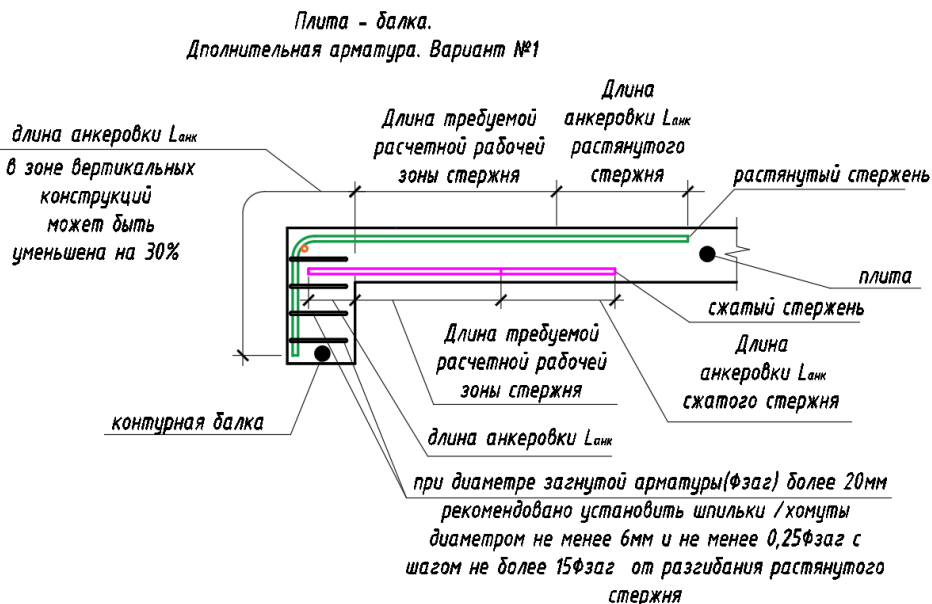 Плита - балка.
Дполнительная арматура. Вариант №1
длина анкеровки Lанк
в зоне вертикальных
конструкций
может быть
уменьшена на 30%
Длина требуемой
расчетной рабочей
зоны стержня
Длина
анкеровки Lанк
растянутого
стержня
растянутый стержень
плита
сжатый стержень
Длина требуемой
расчетной рабочей
зоны стержня
Длина
анкеровки Lанк
сжатого стержня
контурная балка
длина анкеровки Lанк
при диаметре загнутой арматуры(Фзаг) более 20мм
рекомендовано установить шпильки /хомуты
диаметром не менее 6мм и не менее 0,25Фзаг с
шагом не более 15Фзаг от разгибания растянутого
стержня